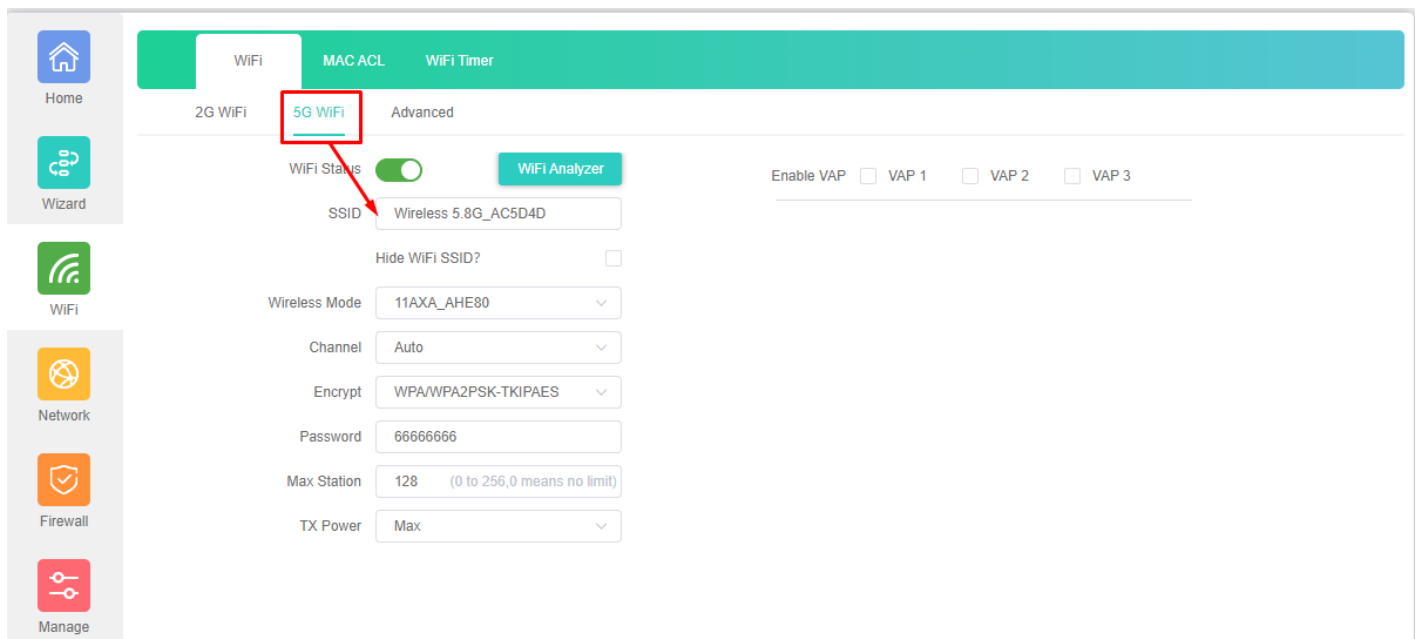 Home
Wizard
WiFi
Network
Firewall
Manage
WiFi MAC ACL WiFi Timer
2G WiFi 5G WiFi Advanced
WiFi Status WiFi Analyzer
SSID Wireless 5.8G_AC5D4D
Hide WiFi SSID?
Wireless Mode 11AXA_AHE80
Channel Auto
Encrypt WPA/WPA2PSK-TKIPAES
Password 66666666
Max Station 128 (0 to 256,0 means no limit)
TX Power Max
Enable VAP VAP 1 VAP 2 VAP 3